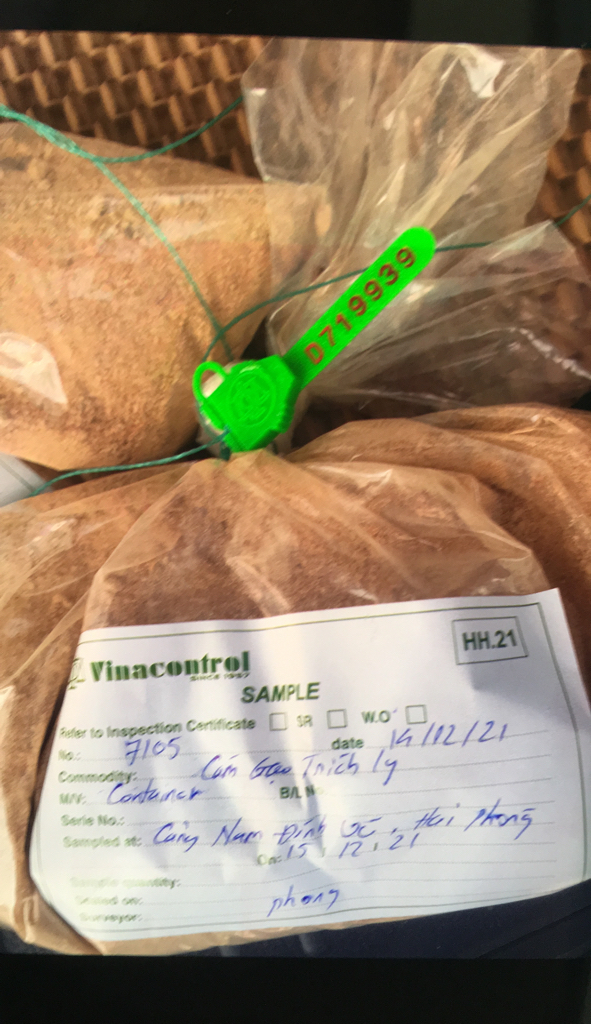 D719939
HH.21
Vinacontrol
SINCE 1957
SAMPLE
Refer to Inspection Certificate SR W.O
No.: 7105 date 14/12/21
Commodity: Cám Gạo Trích ly
M/V: Container B/L No
Serie No.:
Sampled at: Cảng Nam Đình Vũ, Hải Phòng
On: 15, 12, 21
Sample quantity:
Sealed on:
Surveyor: phong